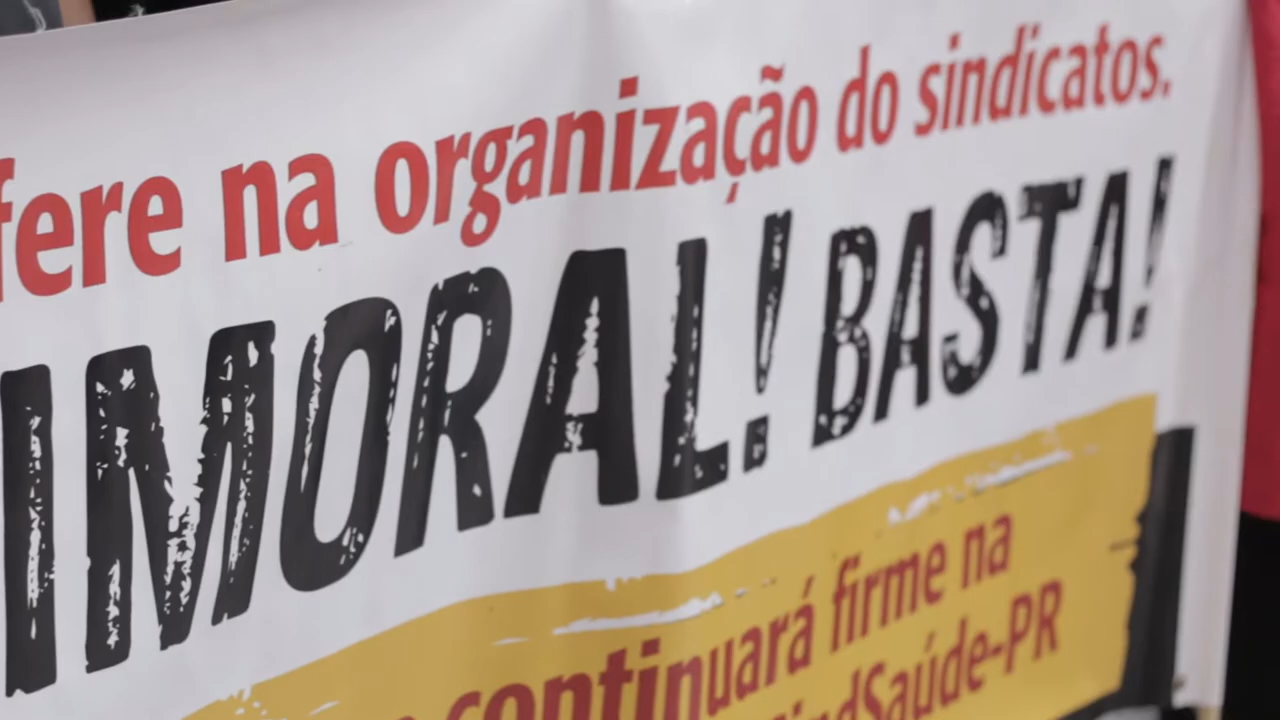 fere na organização do sindicatos.
IMORAL! BASTA!
continuará firme na
SindSaúde-PR